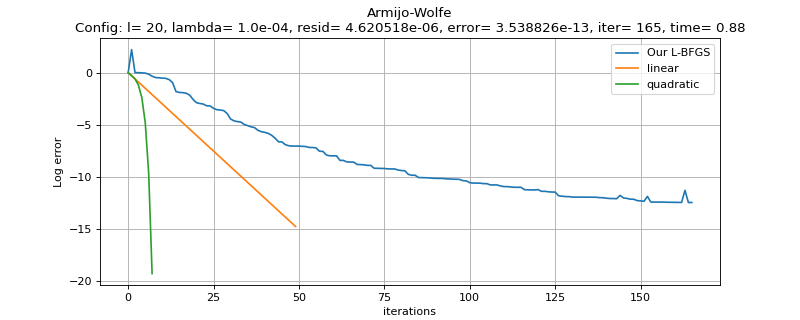 Armijo-Wolfe
Config: l= 20, lambda= 1.0e-04, resid= 4.620518e-06, error= 3.538826e-13, iter= 165, time= 0.88
Our L-BFGS
linear
quadratic
0
−5
−10
−15
−20
Log error
0
25
50
75
100
125
150
iterations